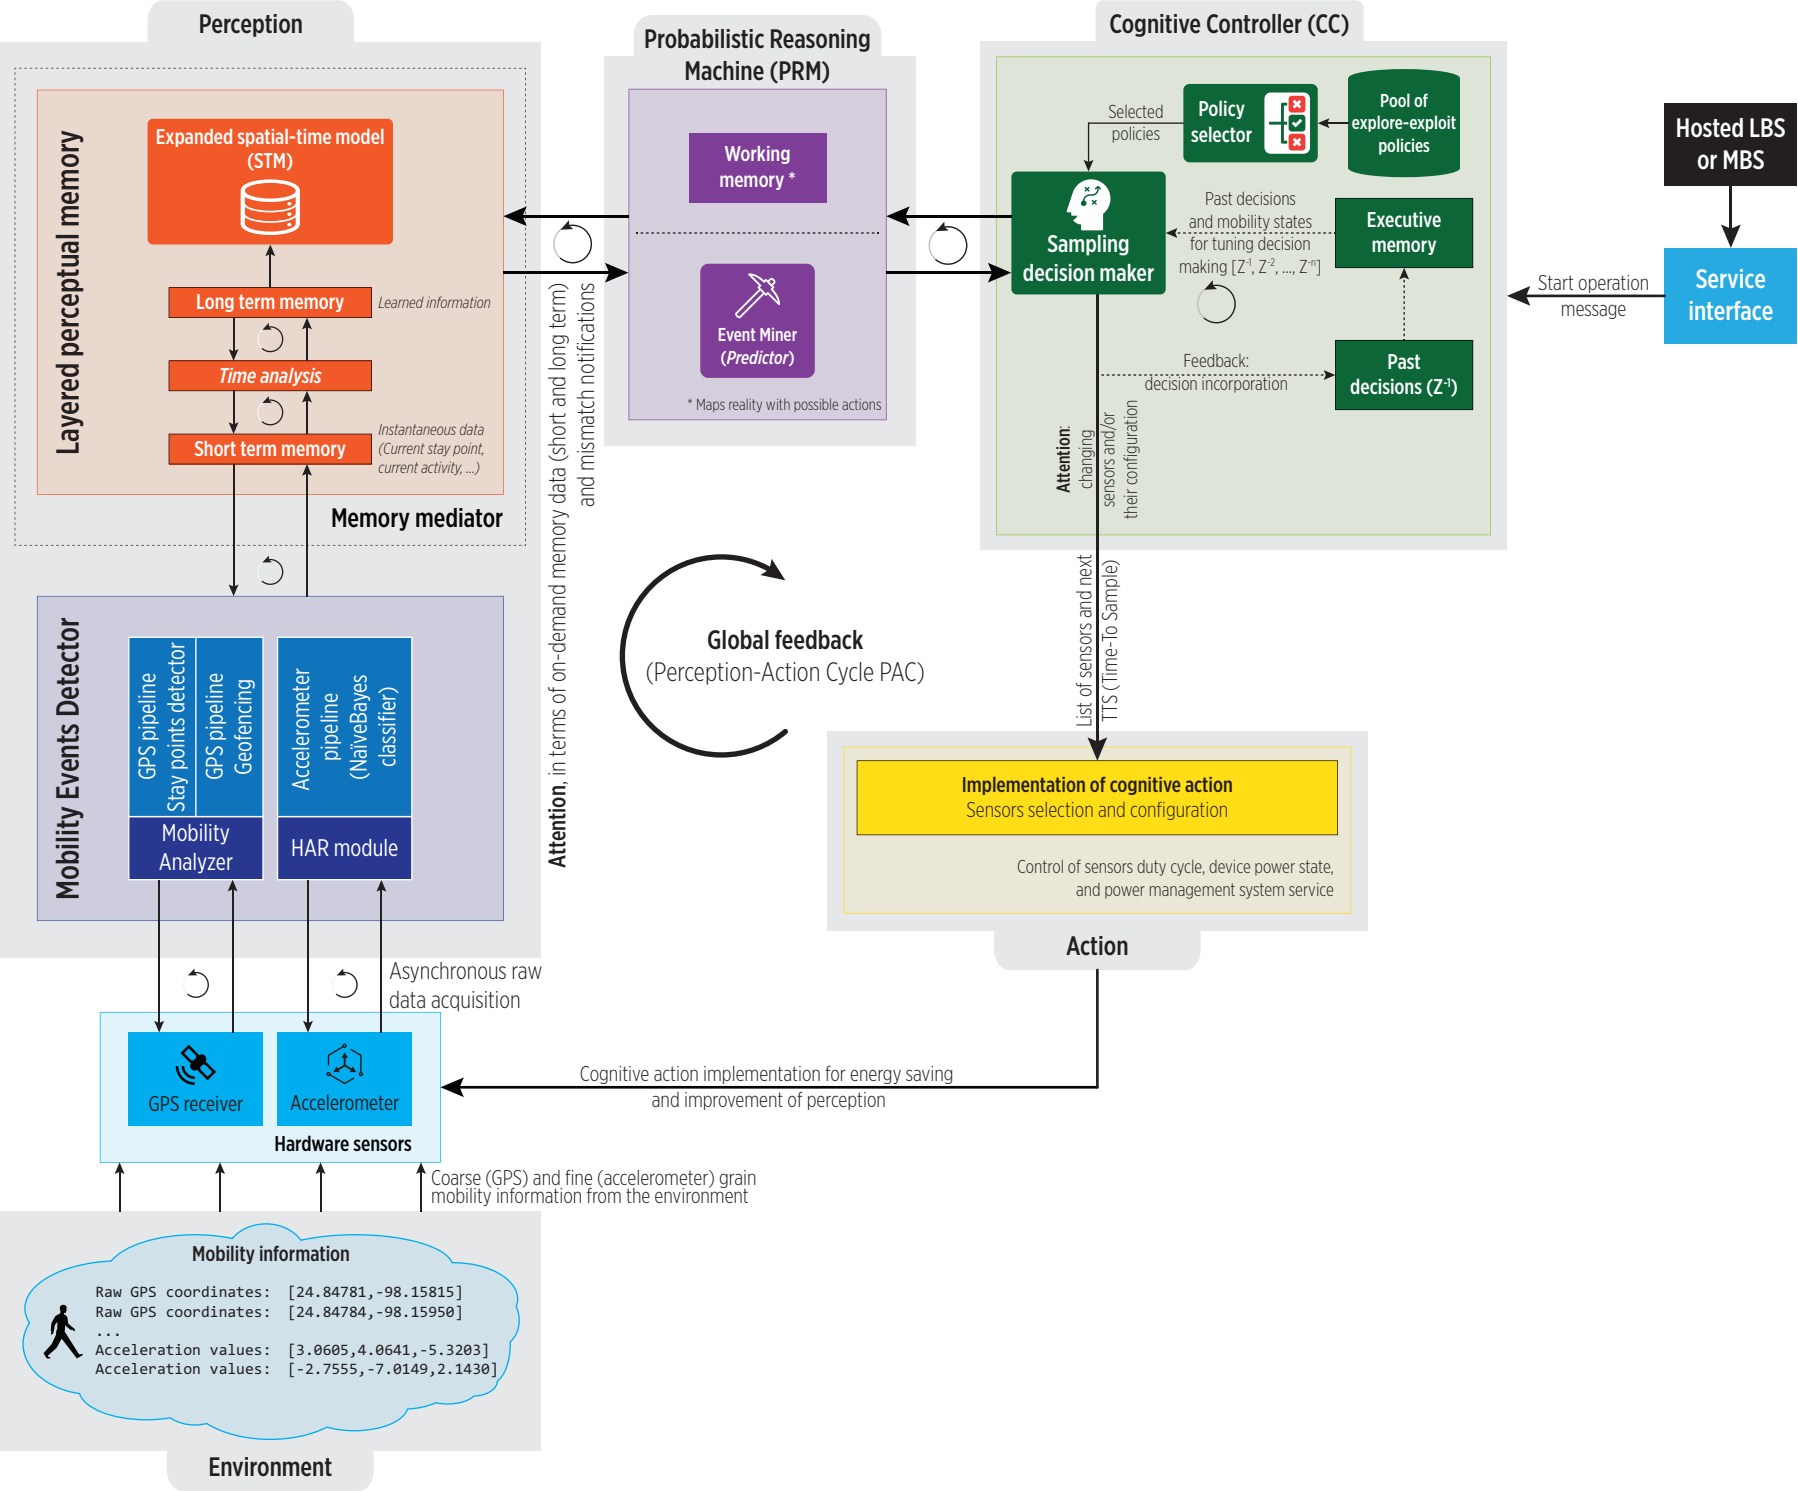 Perception
Layered perceptual memory
Expanded spatial-time model
(STM)
Long term memory
Learned information
Time analysis
Short term memory
Instantaneous data
(Current stay point,
current activity, ...)
Memory mediator
Mobility Events Detector
GPS pipeline
Stay points detector
GPS pipeline
Geofencing
Accelerometer
pipeline
(NaïveBayes
classifier)
Mobility
Analyzer
HAR module
Asynchronous raw
data acquisition
GPS receiver
Accelerometer
Hardware sensors
Coarse (GPS) and fine (accelerometer) grain
mobility information from the environment
Mobility information
Raw GPS coordinates: [24.84781,-98.15815]
Raw GPS coordinates: [24.84784,-98.15950]
...
Acceleration values: [3.0605,4.0641,-5.3203]
Acceleration values: [-2.7555,-7.0149,2.1430]
Environment
Attention, in terms of on-demand memory data (short and long term)
and mismatch notifications
Probabilistic Reasoning
Machine (PRM)
Working
memory *
Event Miner
(Predictor)
* Maps reality with possible actions
Global feedback
(Perception-Action Cycle PAC)
Cognitive Controller (CC)
Selected
policies
Policy
selector
Pool of
explore-exploit
policies
Sampling
decision maker
Past decisions
and mobility states
for tuning decision
making [Z-1, Z-2, ..., Z-n]
Executive
memory
Feedback:
decision incorporation
Past
decisions (Z-1)
Attention:
changing
sensors and/or
their configuration
List of sensors and next
TTS (Time-To Sample)
Implementation of cognitive action
Sensors selection and configuration
Control of sensors duty cycle, device power state,
and power management system service
Action
Cognitive action implementation for energy saving
and improvement of perception
Hosted LBS
or MBS
Service
interface
Start operation
message